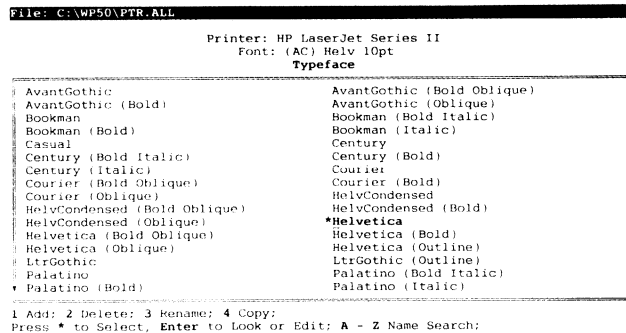 File: C:\WP50\PTR.ALL
Printer: HP LaserJet Series II
Font: (AC) Helv 10pt
Typeface
AvantGothic AvantGothic (Bold Oblique)
AvantGothic (Bold) AvantGothic (Oblique)
Bookman Bookman (Bold Italic)
Bookman (Bold) Bookman (Italic)
Casual Century
Century (Bold Italic) Century (Bold)
Century (Italic) Courier
Courier (Bold Oblique) Courier (Bold)
Courier (Oblique) HelvCondensed
HelvCondensed (Bold Oblique) HelvCondensed (Bold)
HelvCondensed (Oblique) *Helvetica
Helvetica (Bold Oblique) Helvetica (Bold)
Helvetica (Oblique) Helvetica (Outline)
LtrGothic LtrGothic (Outline)
Palatino Palatino (Bold Italic)
Palatino (Bold) Palatino (Italic)
1 Add; 2 Delete; 3 Rename; 4 Copy;
Press * to Select, Enter to Look or Edit; A - Z Name Search;